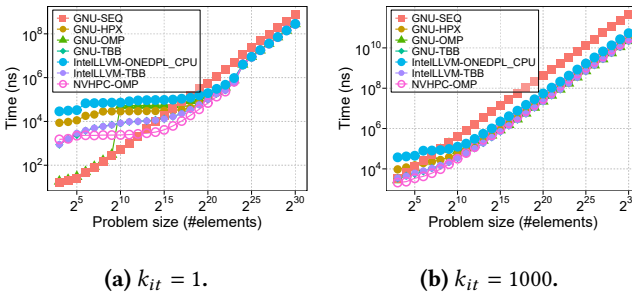 GNU-SEQ
GNU-HPX
GNU-OMP
GNU-TBB
IntelLLVM-ONEDPL_CPU
IntelLLVM-TBB
NVHPC-OMP
Time (ns)
10^8
10^6
10^4
10^2
2^5 2^10 2^15 2^20 2^25 2^30
Problem size (#elements)
(a) k_{it} = 1.
GNU-SEQ
GNU-HPX
GNU-OMP
GNU-TBB
IntelLLVM-ONEDPL_CPU
IntelLLVM-TBB
NVHPC-OMP
Time (ns)
10^10
10^8
10^6
10^4
2^5 2^10 2^15 2^20 2^25 2^30
Problem size (#elements)
(b) k_{it} = 1000.